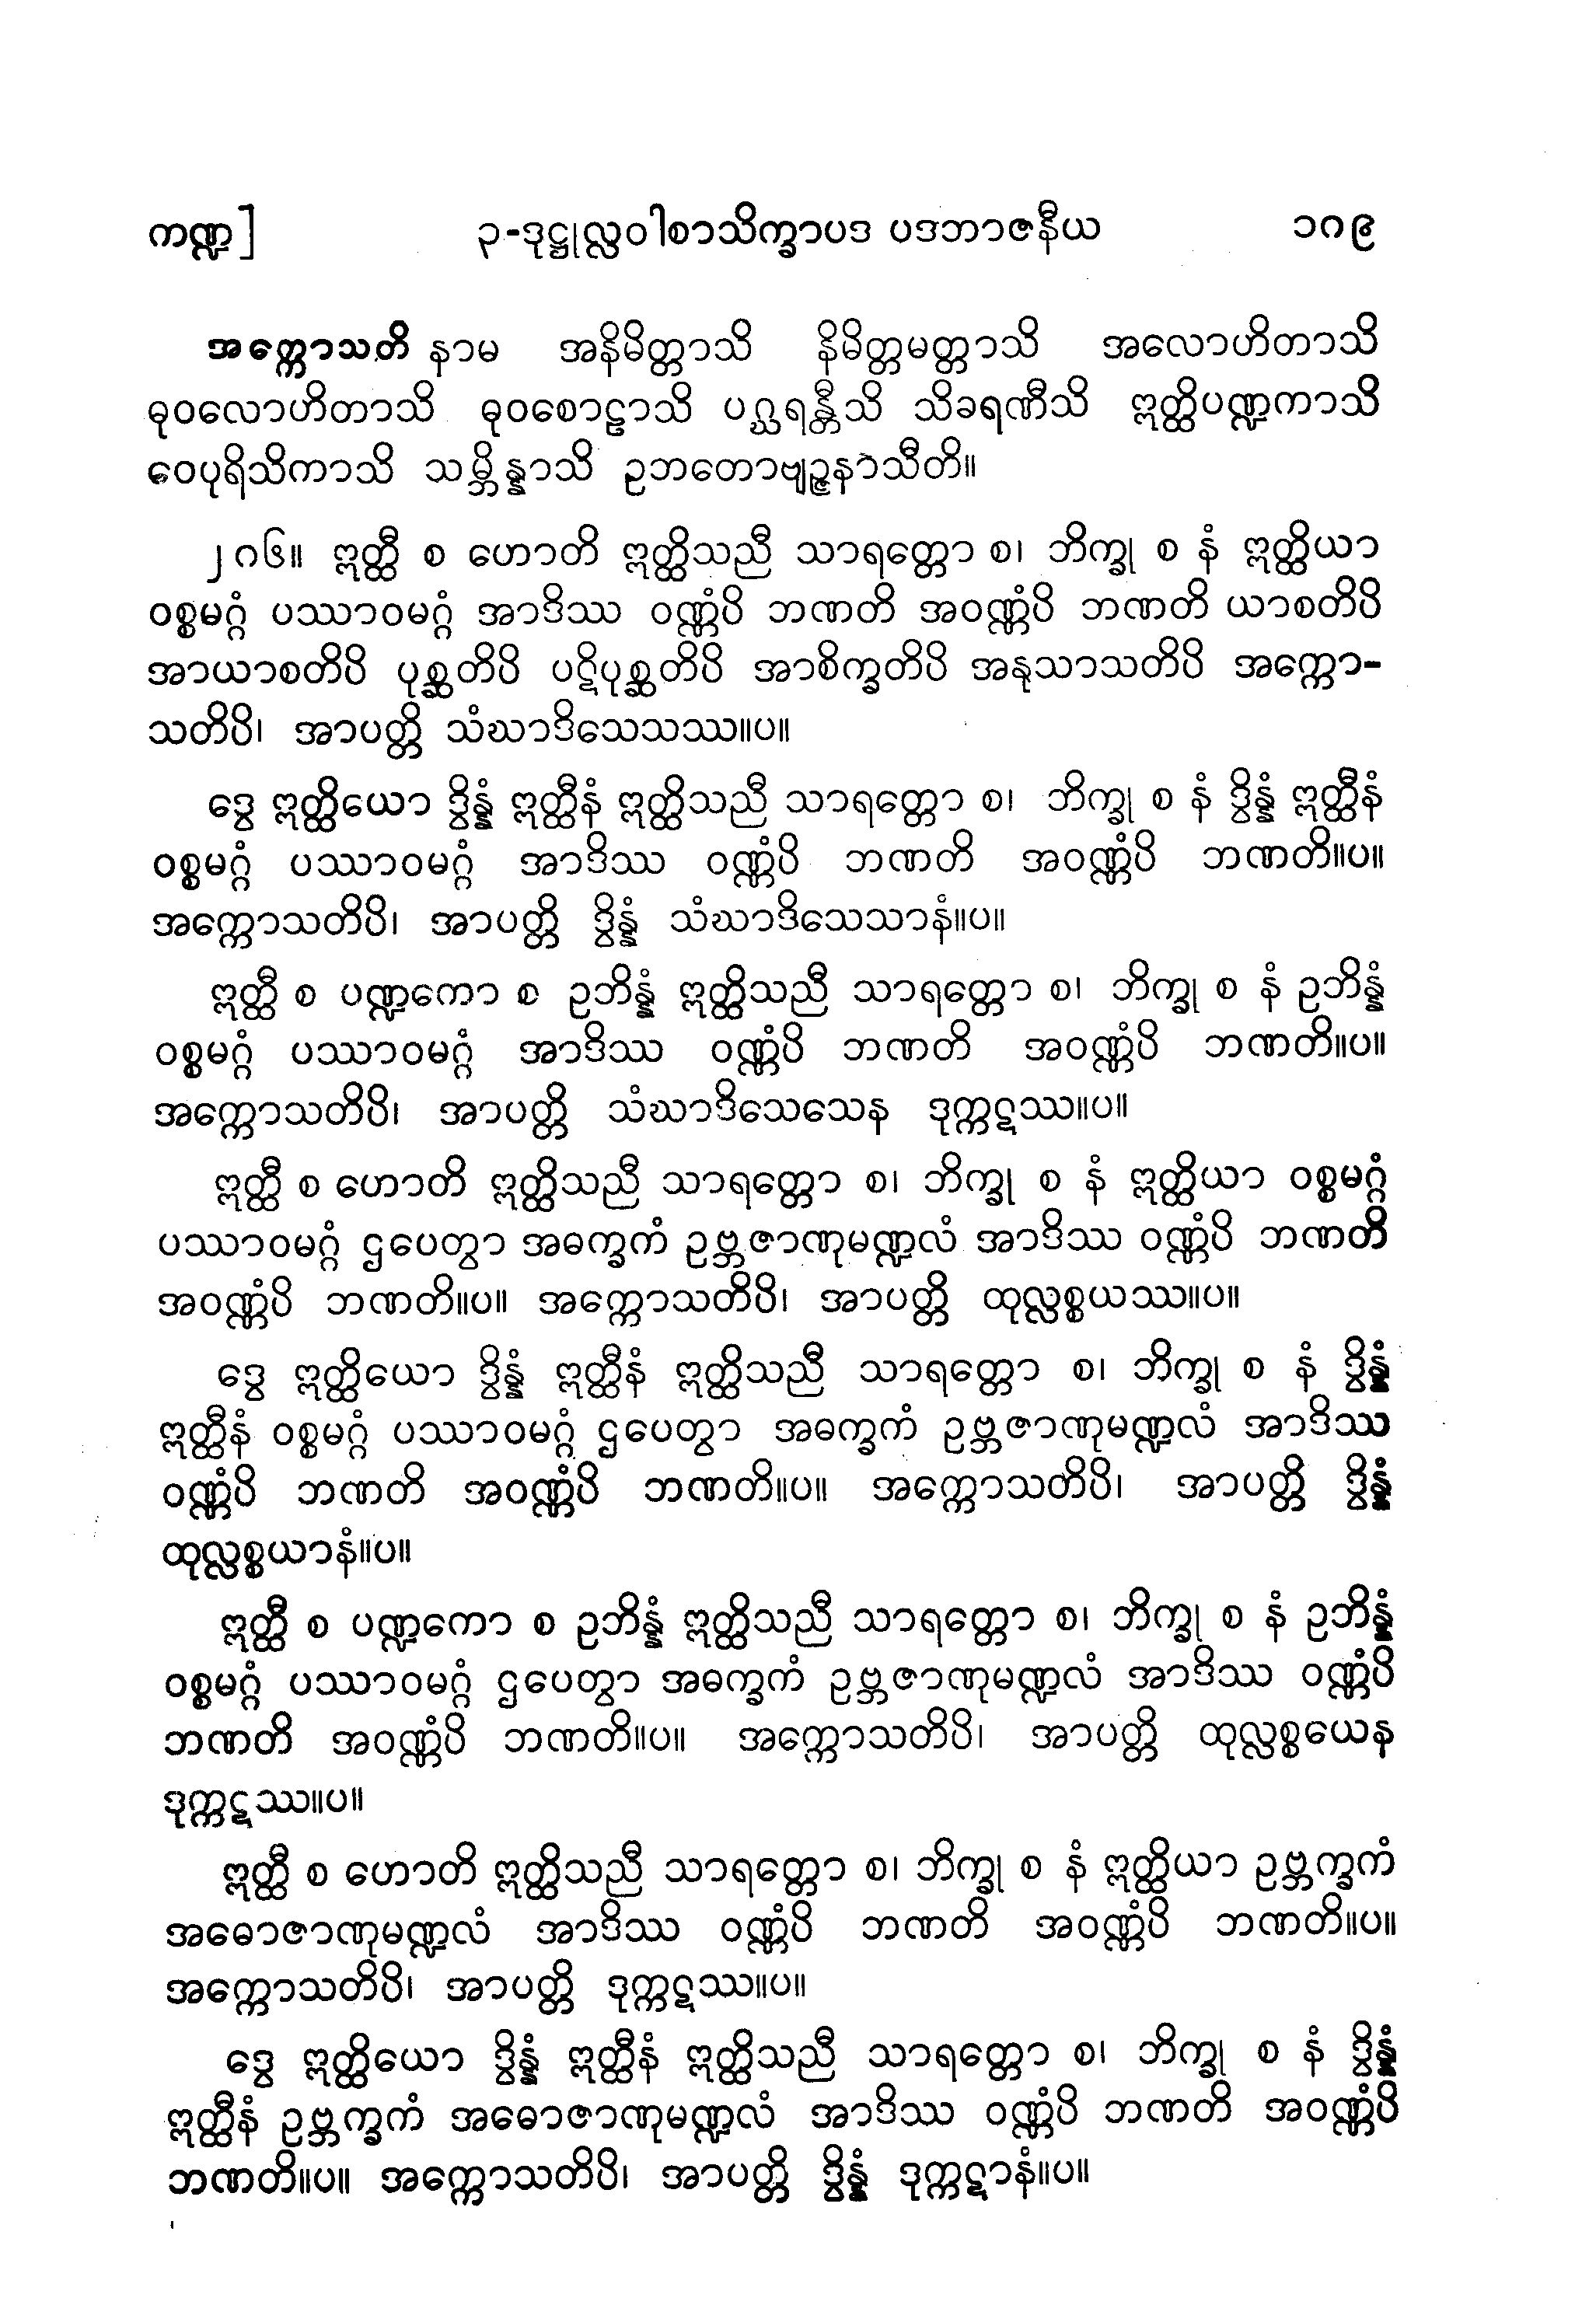 ကဏ္ဍ] ၃-ဒုဋ္ဌုလ္လဝါစာသိက္ခာပဒ ပဒဘာဇနီယ ၁၈၉
အက္ကောသတိ နာမ အနိမိတ္တာသိ နိမိတ္တမတ္တာသိ အလောဟိတာသိ
ဓုဝလောဟိတာသိ ဓုဝစောဠာသိ ပဂ္ဃရန္တီသိ သိခရဏီသိ ဣတ္ထိပဏ္ဍကာသိ
ဝေပုရိသိကာသိ သမ္ဘိန္နာသိ ဥဘတောဗျဉ္ဇနာသီတိ။
၂၈၆။ ဣတ္ထီ စ ဟောတိ ဣတ္ထိသညီ သာရတ္တော စ၊ ဘိက္ခု စ နံ ဣတ္ထိယာ
ဝစ္စမဂ္ဂံ ပဿာဝမဂ္ဂံ အာဒိဿ ဝဏ္ဏံပိ ဘဏတိ အဝဏ္ဏံပိ ဘဏတိ ယာစတိပိ
အာယာစတိပိ ပုစ္ဆတိပိ ပဋိပုစ္ဆတိပိ အာစိက္ခတိပိ အနုသာသတိပိ အက္ကော-
သတိပိ၊ အာပတ္တိ သံဃာဒိသေသဿ။ပ။
ဒွေ ဣတ္ထိယော ဒွိန္နံ ဣတ္ထီနံ ဣတ္ထိသညီ သာရတ္တော စ၊ ဘိက္ခု စ နံ ဒွိန္နံ ဣတ္ထီနံ
ဝစ္စမဂ္ဂံ ပဿာဝမဂ္ဂံ အာဒိဿ ဝဏ္ဏံပိ ဘဏတိ အဝဏ္ဏံပိ ဘဏတိ။ပ။
အက္ကောသတိပိ၊ အာပတ္တိ ဒွိန္နံ သံဃာဒိသေသာနံ။ပ။
ဣတ္ထီ စ ပဏ္ဍကော စ ဥဘိန္နံ ဣတ္ထိသညီ သာရတ္တော စ၊ ဘိက္ခု စ နံ ဥဘိန္နံ
ဝစ္စမဂ္ဂံ ပဿာဝမဂ္ဂံ အာဒိဿ ဝဏ္ဏံပိ ဘဏတိ အဝဏ္ဏံပိ ဘဏတိ။ပ။
အက္ကောသတိပိ၊ အာပတ္တိ သံဃာဒိသေသေန ဒုက္ကဋဿ။ပ။
ဣတ္ထီ စ ဟောတိ ဣတ္ထိသညီ သာရတ္တော စ၊ ဘိက္ခု စ နံ ဣတ္ထိယာ ဝစ္စမဂ္ဂံ
ပဿာဝမဂ္ဂံ ဌပေတွာ အဓက္ခကံ ဥဗ္ဘဇာဏုမဏ္ဍလံ အာဒိဿ ဝဏ္ဏံပိ ဘဏတိ
အဝဏ္ဏံပိ ဘဏတိ။ပ။ အက္ကောသတိပိ၊ အာပတ္တိ ထုလ္လစ္စယဿ။ပ။
ဒွေ ဣတ္ထိယော ဒွိန္နံ ဣတ္ထီနံ ဣတ္ထိသညီ သာရတ္တော စ၊ ဘိက္ခု စ နံ ဒွိန္နံ
ဣတ္ထီနံ ဝစ္စမဂ္ဂံ ပဿာဝမဂ္ဂံ ဌပေတွာ အဓက္ခကံ ဥဗ္ဘဇာဏုမဏ္ဍလံ အာဒိဿ
ဝဏ္ဏံပိ ဘဏတိ အဝဏ္ဏံပိ ဘဏတိ။ပ။ အက္ကောသတိပိ၊ အာပတ္တိ ဒွိန္နံ
ထုလ္လစ္စယာနံ။ပ။
ဣတ္ထီ စ ပဏ္ဍကော စ ဥဘိန္နံ ဣတ္ထိသညီ သာရတ္တော စ၊ ဘိက္ခု စ နံ ဥဘိန္နံ
ဝစ္စမဂ္ဂံ ပဿာဝမဂ္ဂံ ဌပေတွာ အဓက္ခကံ ဥဗ္ဘဇာဏုမဏ္ဍလံ အာဒိဿ ဝဏ္ဏံပိ
ဘဏတိ အဝဏ္ဏံပိ ဘဏတိ။ပ။ အက္ကောသတိပိ၊ အာပတ္တိ ထုလ္လစ္စယေန
ဒုက္ကဋဿ။ပ။
ဣတ္ထီ စ ဟောတိ ဣတ္ထိသညီ သာရတ္တော စ၊ ဘိက္ခု စ နံ ဣတ္ထိယာ ဥဗ္ဘက္ခကံ
အဓောဇာဏုမဏ္ဍလံ အာဒိဿ ဝဏ္ဏံပိ ဘဏတိ အဝဏ္ဏံပိ ဘဏတိ။ပ။
အက္ကောသတိပိ၊ အာပတ္တိ ဒုက္ကဋဿ။ပ။
ဒွေ ဣတ္ထိယော ဒွိန္နံ ဣတ္ထီနံ ဣတ္ထိသညီ သာရတ္တော စ၊ ဘိက္ခု စ နံ ဒွိန္နံ
ဣတ္ထီနံ ဥဗ္ဘက္ခကံ အဓောဇာဏုမဏ္ဍလံ အာဒိဿ ဝဏ္ဏံပိ ဘဏတိ အဝဏ္ဏံပိ
ဘဏတိ။ပ။ အက္ကောသတိပိ၊ အာပတ္တိ ဒွိန္နံ ဒုက္ကဋာနံ။ပ။